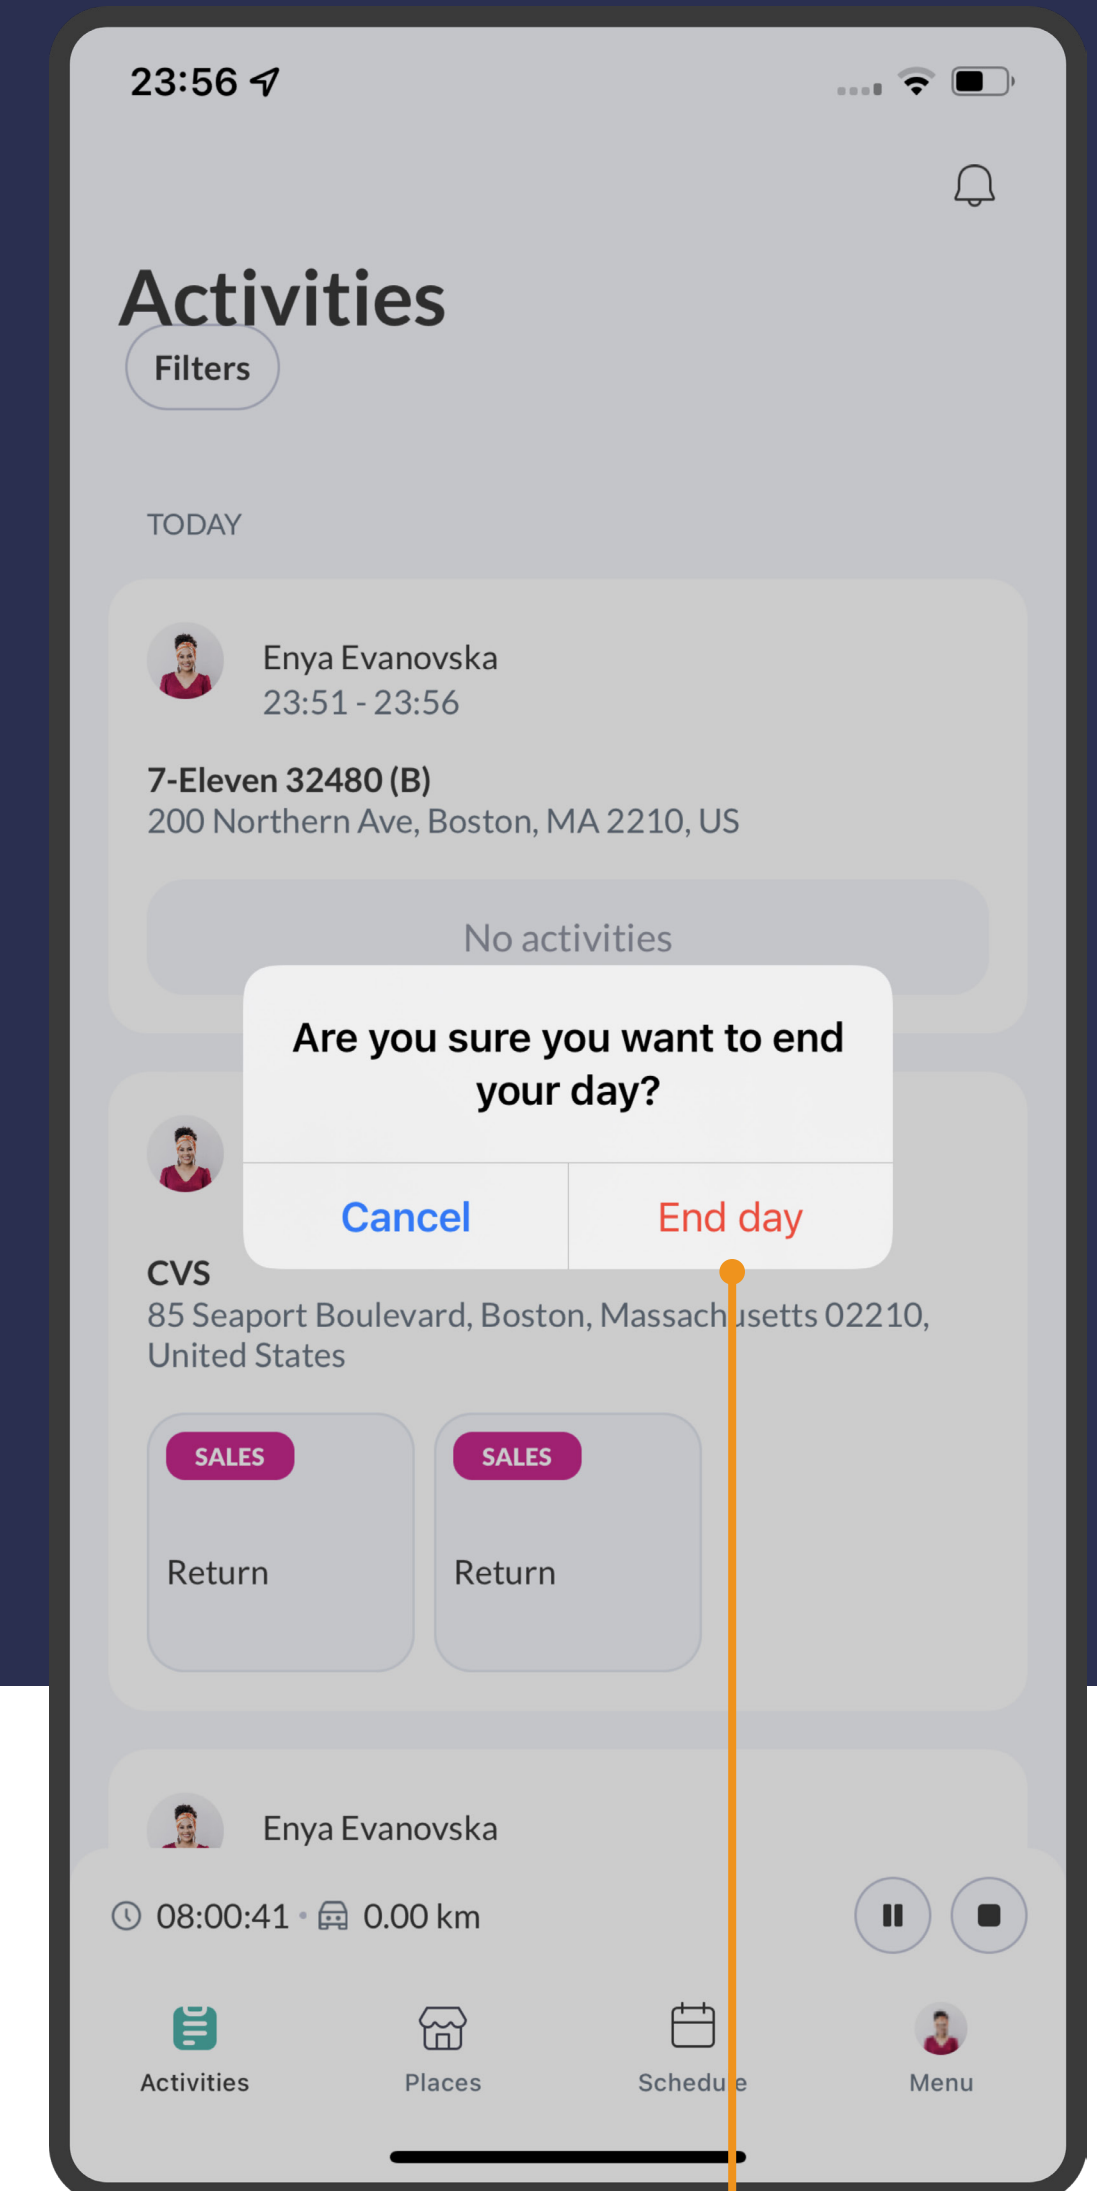 23:56
Activities
Filters
TODAY
Enya Evanovska
23:51 - 23:56
7-Eleven 32480 (B)
200 Northern Ave, Boston, MA 2210, US
No activities
Are you sure you want to end
your day?
Cancel
End day
CVS
85 Seaport Boulevard, Boston, Massachusetts 02210,
United States
SALES
SALES
Return
Return
Enya Evanovska
08:00:41 • 0.00 km
Activities
Places
Schedule
Menu